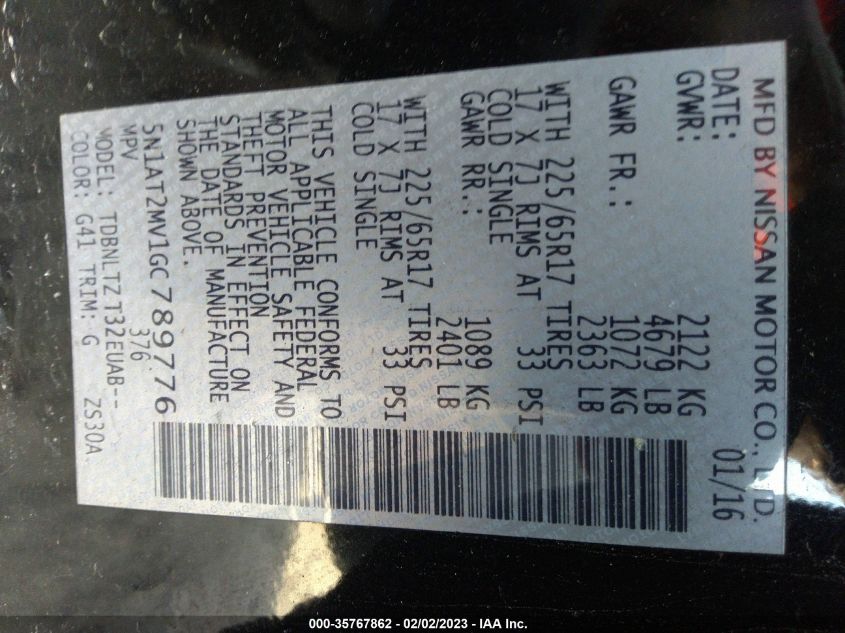 MFD BY NISSAN MOTOR CO., LTD.
DATE: 01/16
GVWR: 2122 KG
4679 LB
GAWR FR.: 1072 KG
2363 LB
WITH 225/65R17 TIRES
17 X 7J RIMS AT 33 PSI
COLD SINGLE
GAWR RR.: 1089 KG
2401 LB
WITH 225/65R17 TIRES
17 X 7J RIMS AT 33 PSI
COLD SINGLE
THIS VEHICLE CONFORMS TO
ALL APPLICABLE FEDERAL
MOTOR VEHICLE SAFETY AND
THEFT PREVENTION
STANDARDS IN EFFECT ON
THE DATE OF MANUFACTURE
SHOWN ABOVE.
5N1AT2MV1GC789776
MPV 376
MODEL: TDBNLTZ T32EUAB--
COLOR: G41 TRIM: G ZS30A
000-35767862 - 02/02/2023 - IAA Inc.